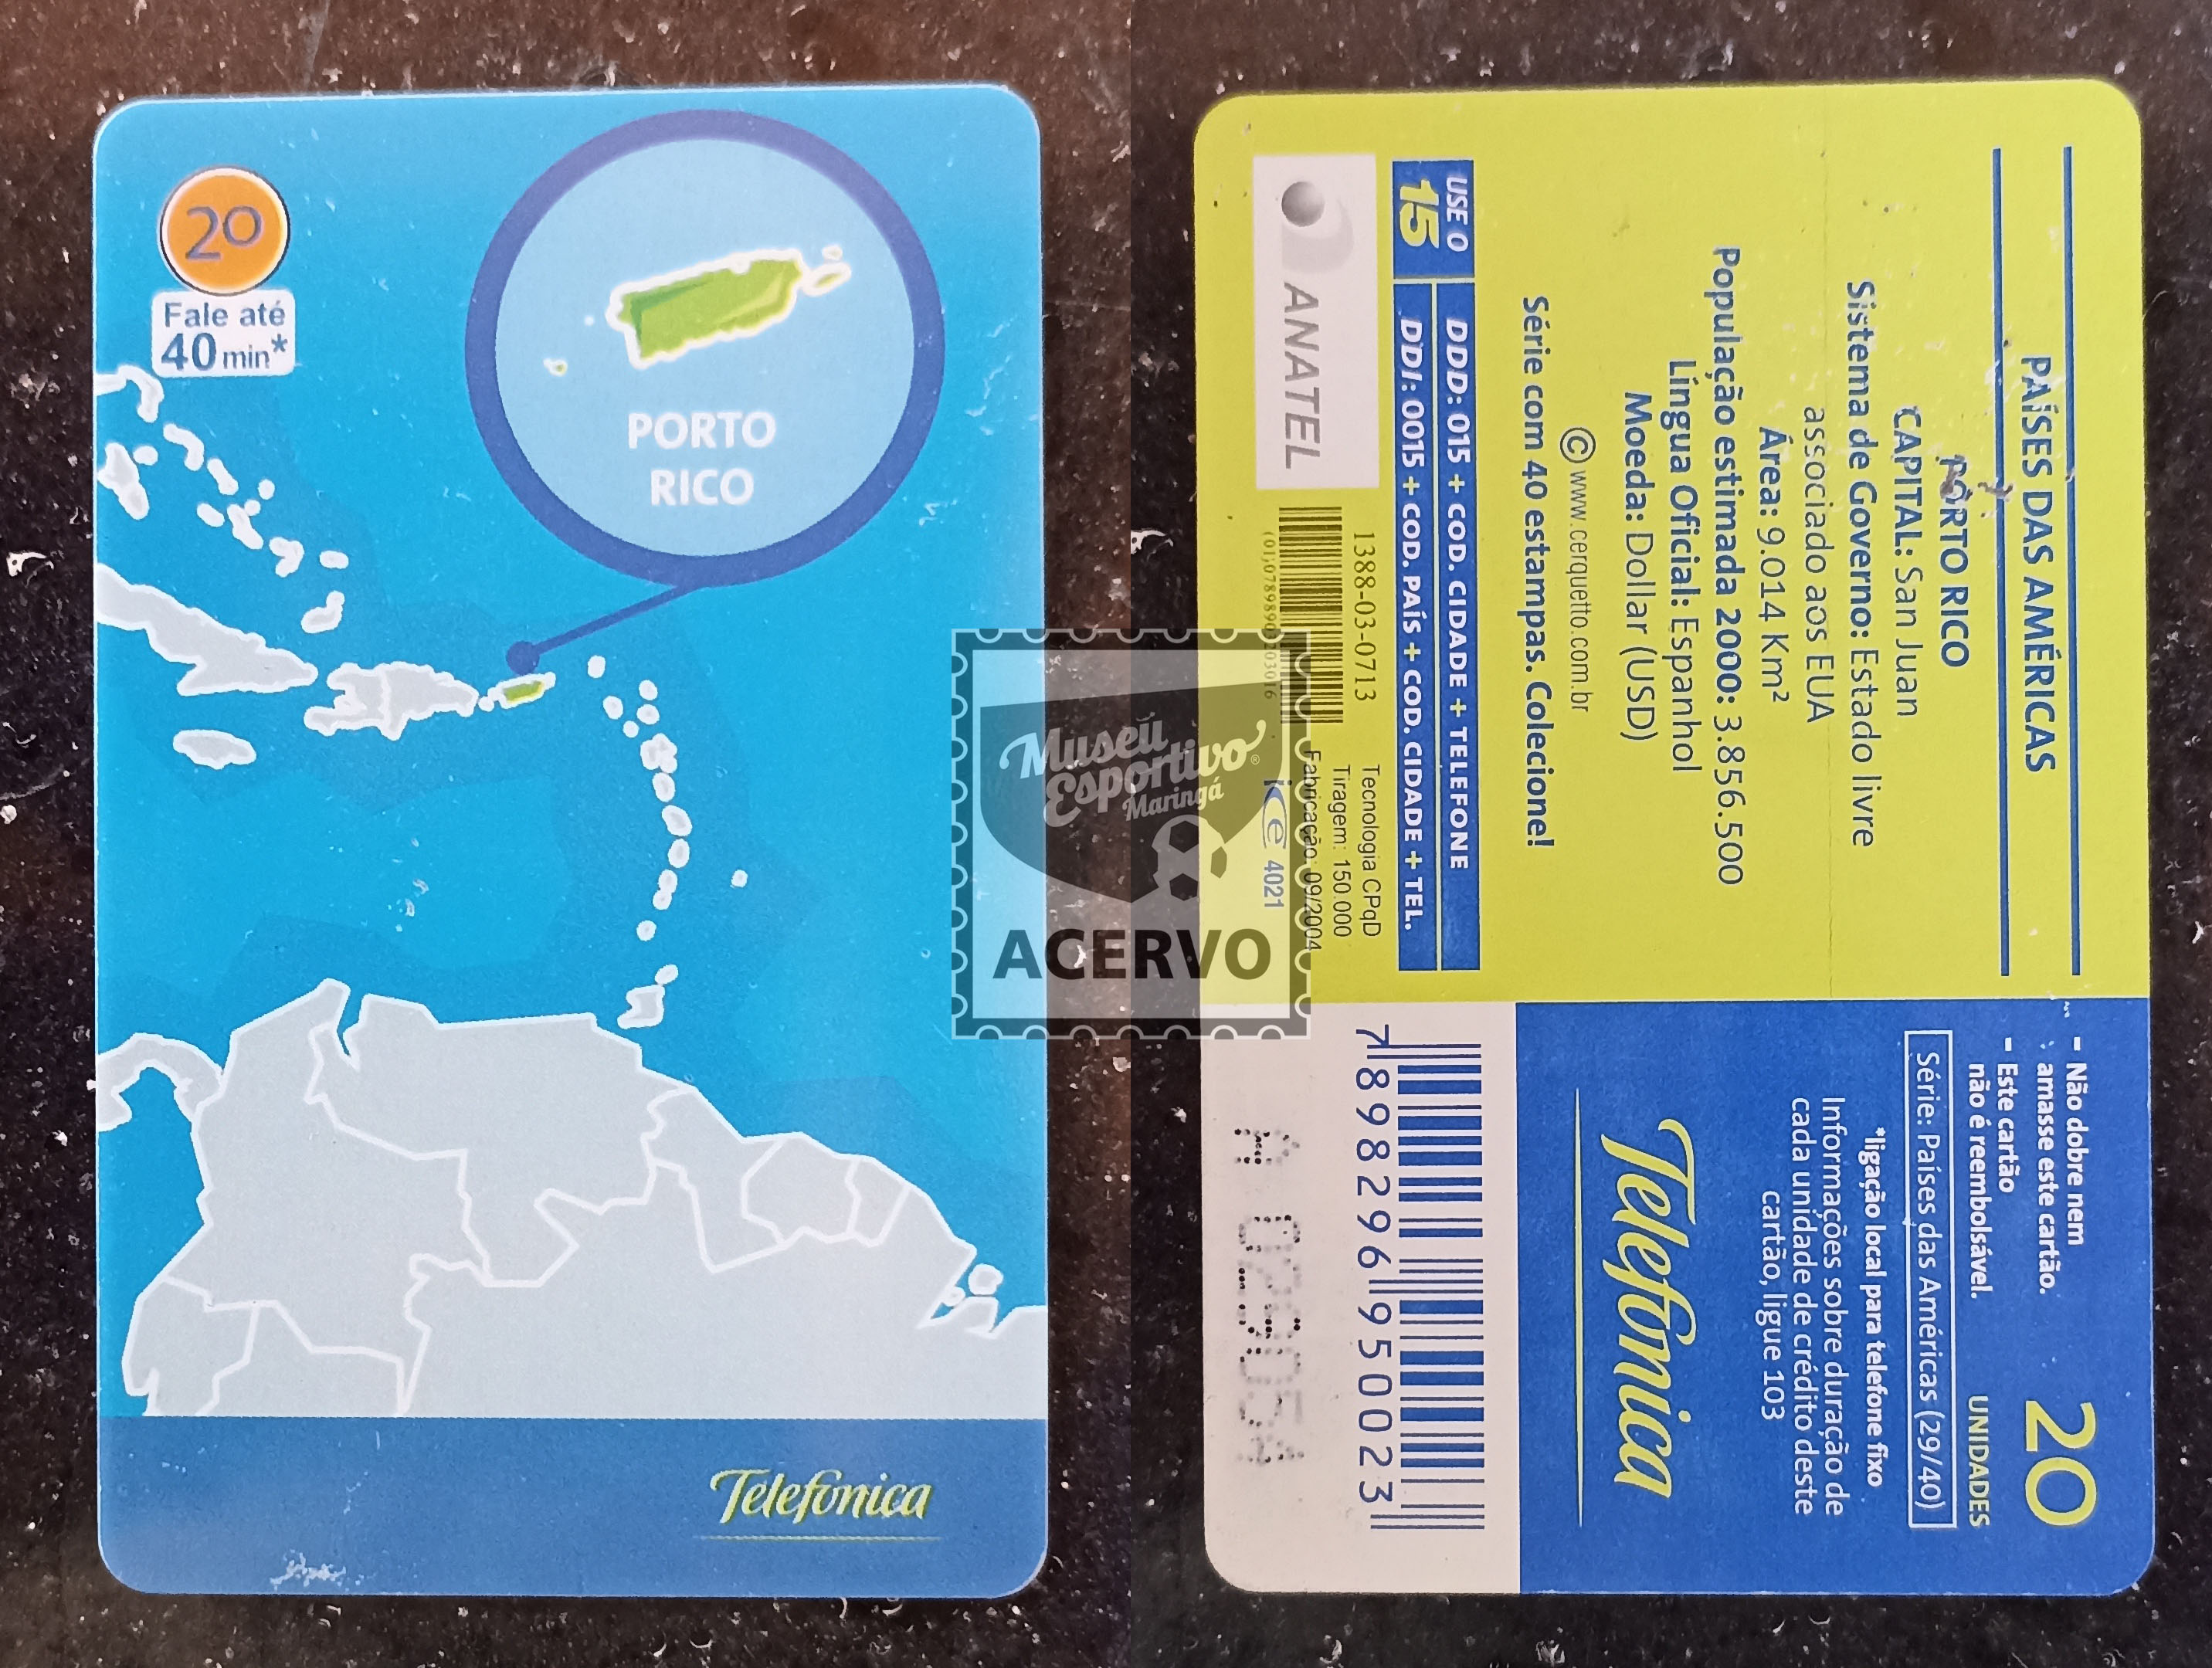 20
Fale até
40 min*
PORTO
RICO
Telefonica
PAÍSES DAS AMÉRICAS
PORTO RICO
CAPITAL: San Juan
Sistema de Governo: Estado livre
associado aos EUA
Área: 9.014 Km²
População estimada 2000: 3.856.500
Língua Oficial: Espanhol
Moeda: Dollar (USD)
© www.cerquetto.com.br
Série com 40 estampas. Colecione!
USE O
15
DDD: 015 + COD. CIDADE + TELEFONE
DDI: 0015 + COD. PAÍS + COD. CIDADE + TEL.
ANATEL
1388-03-0713
Tecnologia CPqD
Tiragem: 150.000
Fabricação: 09/2004
ice 4021
- Não dobre nem
amasse este cartão.
- Este cartão
não é reembolsável.
20
UNIDADES
Série: Países das Américas (29/40)
*ligação local para telefone fixo
Informações sobre duração de
cada unidade de crédito deste
cartão, ligue 103
Telefonica
7 898296 950023
Museu
Esportivo®
Maringá
ACERVO